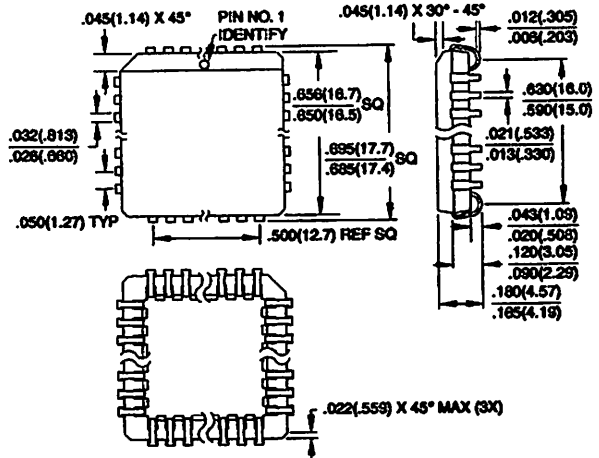 .045(1.14) X 45°
PIN NO. 1
IDENTIFY
.045(1.14) X 30° - 45°
.012(.305)
.008(.203)
.656(16.7)
.650(16.5)
SQ
.630(16.0)
.590(15.0)
.032(.813)
.026(.660)
.021(.533)
.013(.330)
.695(17.7)
.685(17.4)
SQ
.050(1.27) TYP
.500(12.7) REF SQ
.043(1.09)
.020(.508)
.120(3.05)
.090(2.29)
.180(4.57)
.165(4.19)
.022(.559) X 45° MAX (3X)